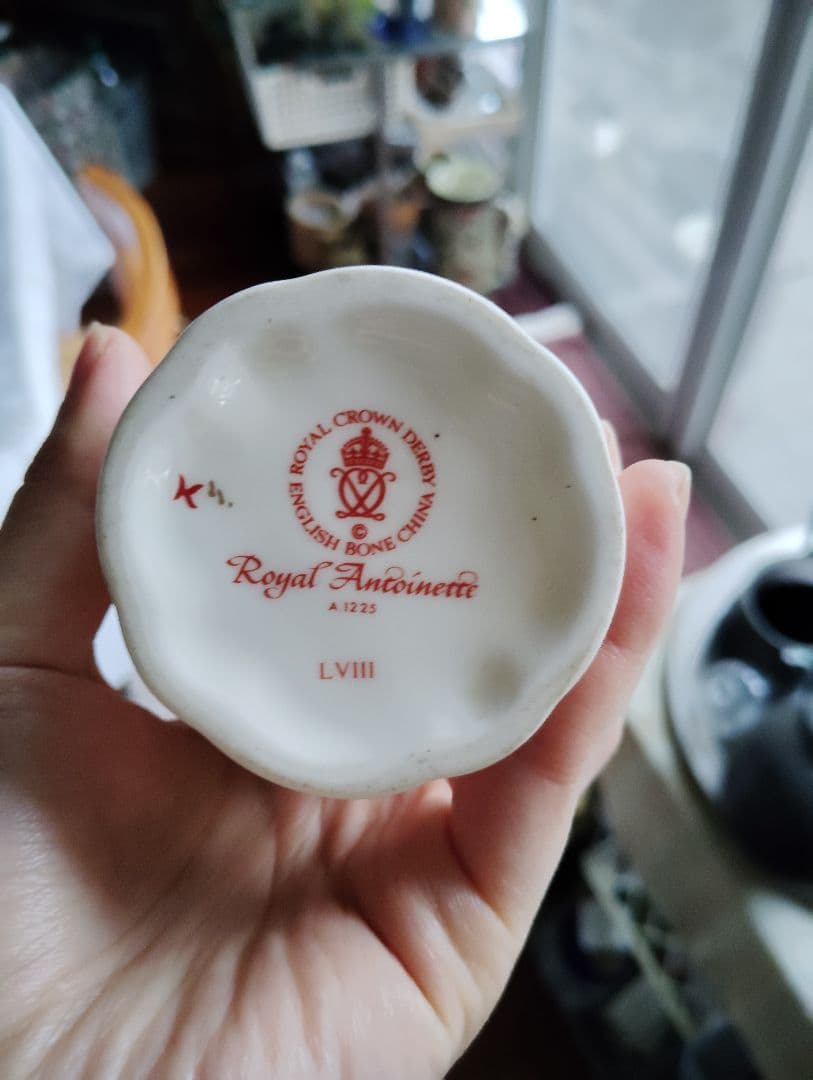 ROYAL CROWN DERBY
©
ENGLISH BONE CHINA
Royal Antoinette
A 1225
LVIII
K